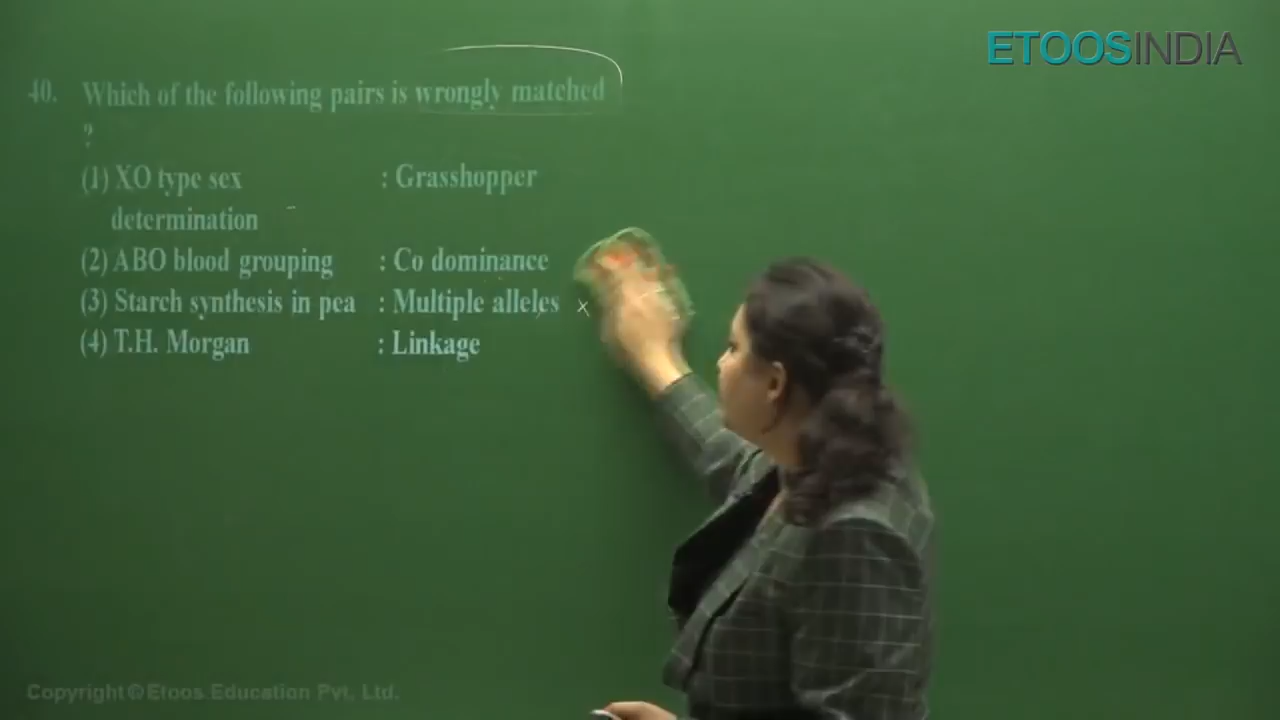 ETOOSINDIA
40. Which of the following pairs is wrongly matched
?
(1) XO type sex : Grasshopper
determination
(2) ABO blood grouping : Co dominance
(3) Starch synthesis in pea : Multiple alleles x
(4) T.H. Morgan : Linkage
Copyright © Etoos Education Pvt. Ltd.